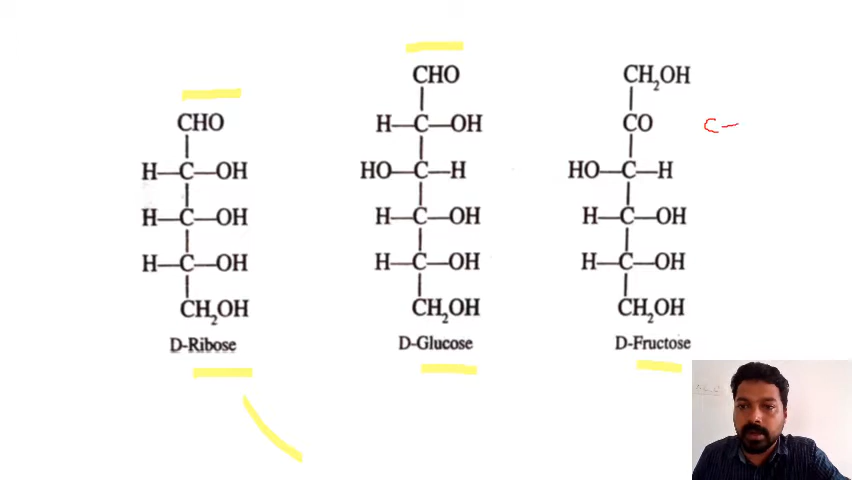 CHO
H—C—OH
H—C—OH
H—C—OH
CH₂OH
D-Ribose
CHO
H—C—OH
HO—C—H
H—C—OH
H—C—OH
CH₂OH
D-Glucose
CH₂OH
CO
HO—C—H
H—C—OH
H—C—OH
CH₂OH
D-Fructose
C—